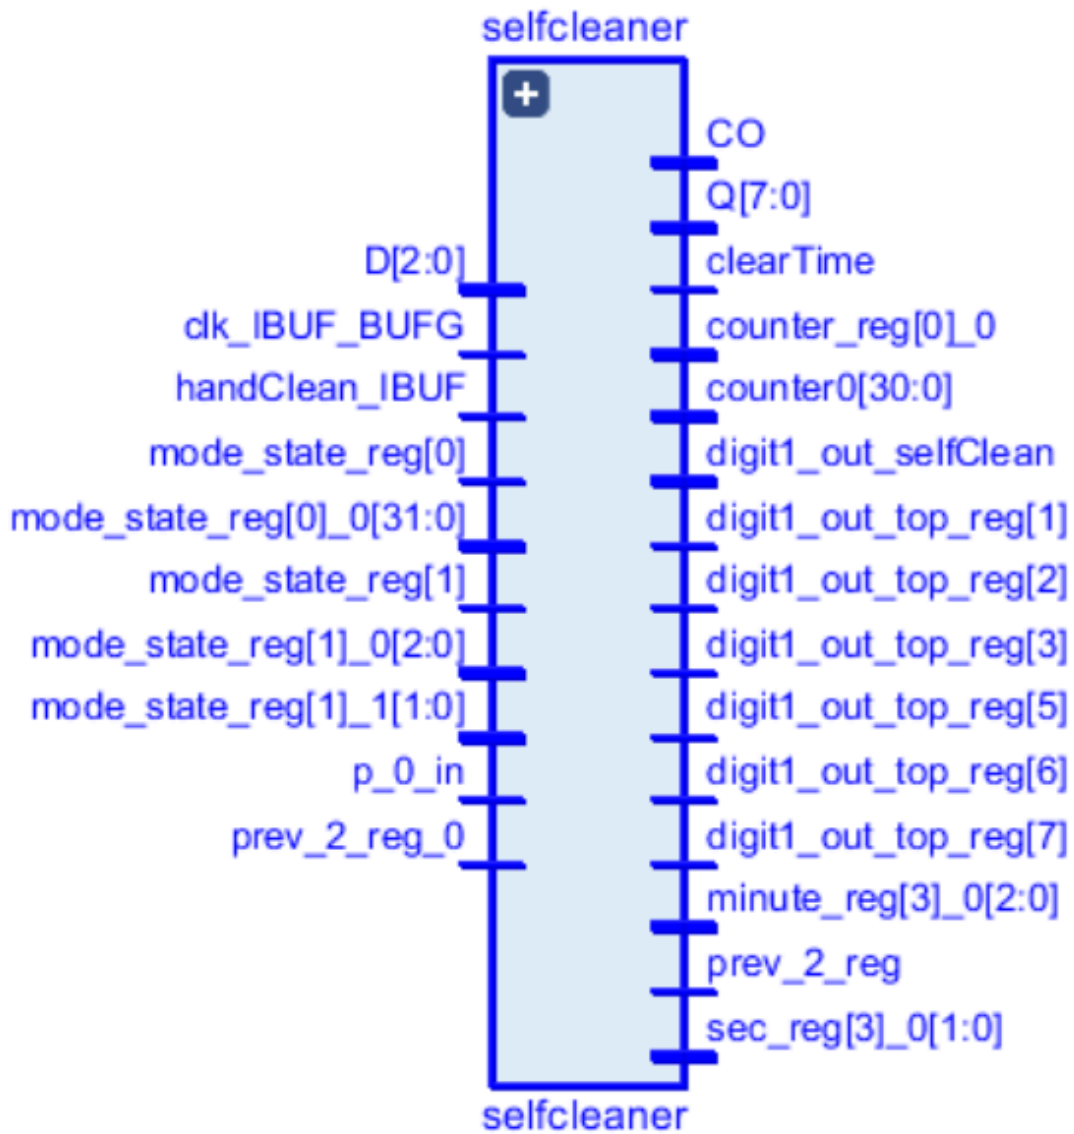 selfcleaner
+
D[2:0]
clk_IBUF_BUFG
handClean_IBUF
mode_state_reg[0]
mode_state_reg[0]_0[31:0]
mode_state_reg[1]
mode_state_reg[1]_0[2:0]
mode_state_reg[1]_1[1:0]
p_0_in
prev_2_reg_0
CO
Q[7:0]
clearTime
counter_reg[0]_0
counter0[30:0]
digit1_out_selfClean
digit1_out_top_reg[1]
digit1_out_top_reg[2]
digit1_out_top_reg[3]
digit1_out_top_reg[5]
digit1_out_top_reg[6]
digit1_out_top_reg[7]
minute_reg[3]_0[2:0]
prev_2_reg
sec_reg[3]_0[1:0]
selfcleaner